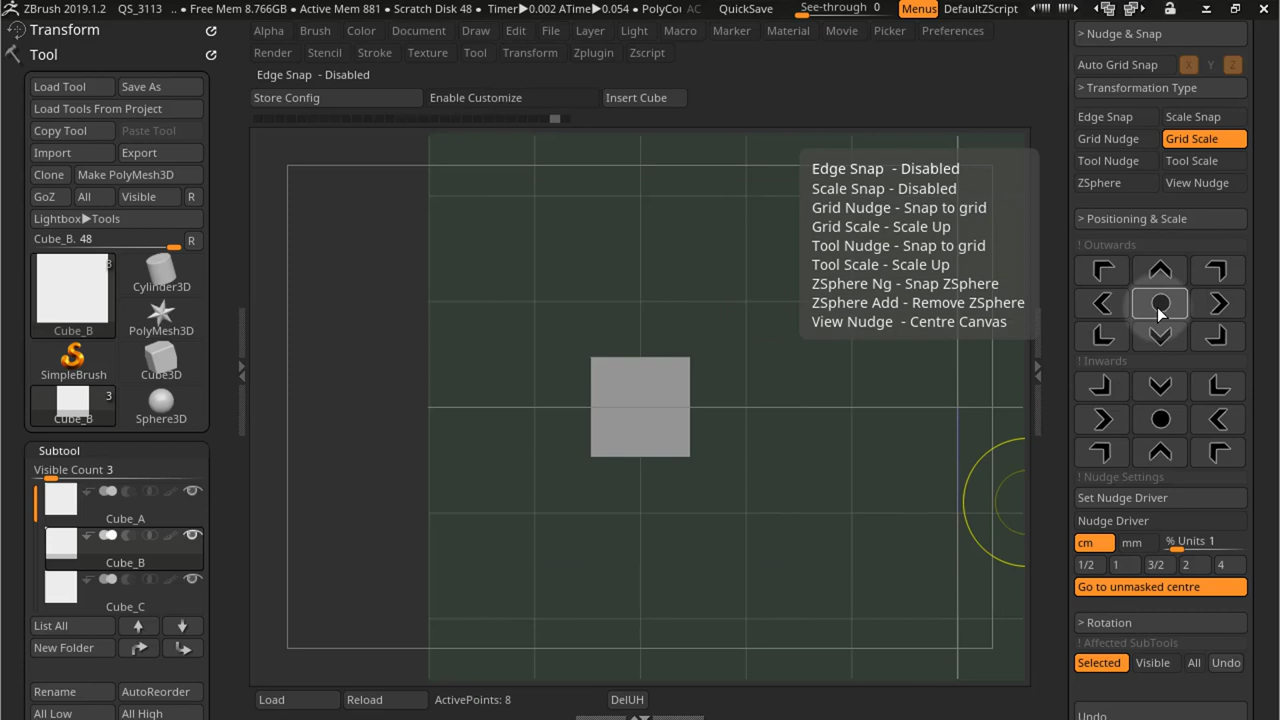 ZBrush 2019.1.2 QS_3113 .. • Free Mem 8.766GB • Active Mem 881 • Scratch Disk 48 • Timer▶0.002 ATime▶0.054 • PolyCou AC QuickSave See-through 0 Menus DefaultZScript
Transform
Tool
Load Tool Save As
Load Tools From Project
Copy Tool Paste Tool
Import Export
Clone Make PolyMesh3D
GoZ All Visible R
Lightbox▶Tools
Cube_B. 48 R
3
Cube_B
Cylinder3D
PolyMesh3D
SimpleBrush
Cube3D
3
Cube_B
Sphere3D
Subtool
Visible Count 3
Cube_A
Cube_B
Cube_C
List All
New Folder
Rename AutoReorder
All Low All High
Alpha Brush Color Document Draw Edit File Layer Light Macro Marker Material Movie Picker Preferences
Render Stencil Stroke Texture Tool Transform Zplugin Zscript
Edge Snap - Disabled
Store Config Enable Customize Insert Cube
Edge Snap - Disabled
Scale Snap - Disabled
Grid Nudge - Snap to grid
Grid Scale - Scale Up
Tool Nudge - Snap to grid
Tool Scale - Scale Up
ZSphere Ng - Snap ZSphere
ZSphere Add - Remove ZSphere
View Nudge - Centre Canvas
Load Reload ActivePoints: 8 DelUH
> Nudge & Snap
Auto Grid Snap X Y Z
> Transformation Type
Edge Snap Scale Snap
Grid Nudge Grid Scale
Tool Nudge Tool Scale
ZSphere View Nudge
> Positioning & Scale
! Outwards
! Inwards
! Nudge Settings
Set Nudge Driver
Nudge Driver
cm mm % Units 1
1/2 1 3/2 2 4
Go to unmasked centre
> Rotation
! Affected SubTools
Selected Visible All Undo
Undo